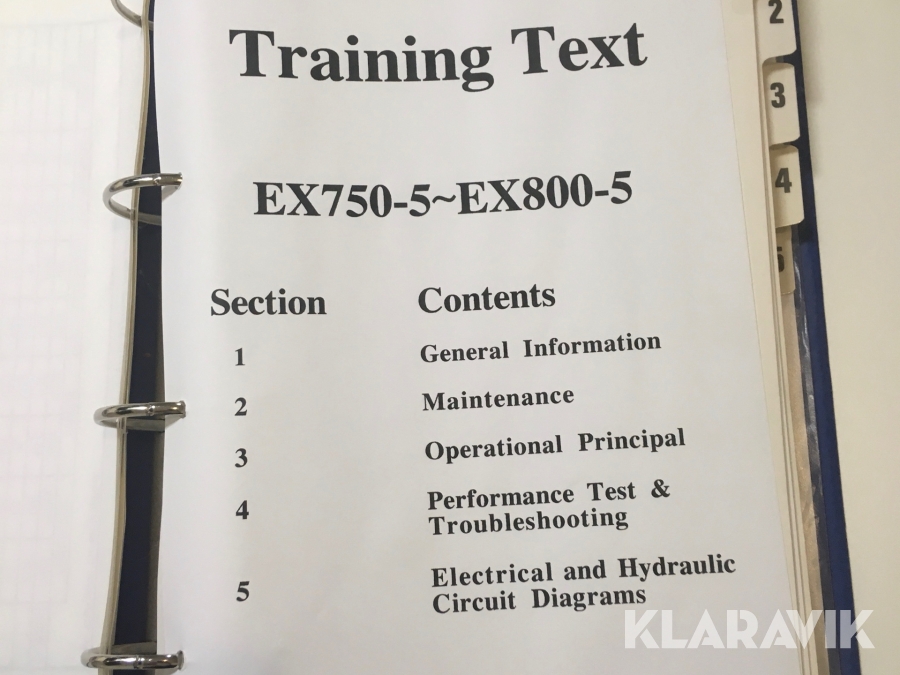 Training Text
EX750-5~EX800-5
Section Contents
1 General Information
2 Maintenance
3 Operational Principal
4 Performance Test &
Troubleshooting
5 Electrical and Hydraulic
Circuit Diagrams
2
3
4
KLARAVIK